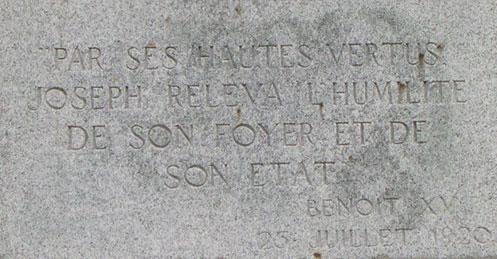 "PAR SES HAUTES VERTUS
JOSEPH RELEVA L'HUMILITE
DE SON FOYER ET DE
SON ETAT"
BENOIT XV
25 JUILLET 1920